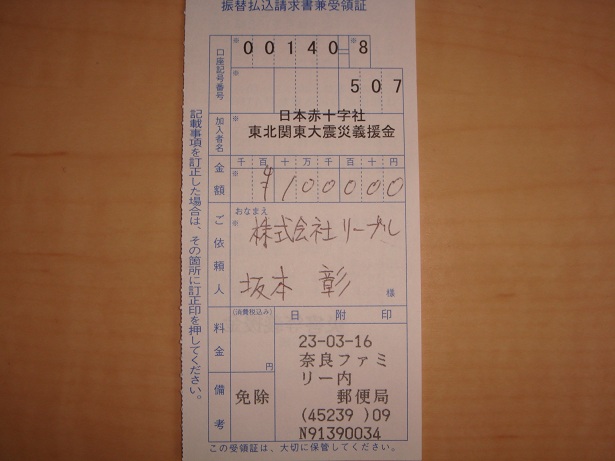 振替払込請求書兼受領証
口座記号番号
※ 00140=8
※ 507
加入者名
※ 日本赤十字社
東北関東大震災義援金
金額
千百十万千百十円
※ ¥100000
ご依頼人
おなまえ
※ 株式会社リーブル
坂本 彰 様
料金
(消費税込み)
円
備考
免除
日附印
23-03-16
奈良ファミ
リー内
郵便局
(45239 )09
N91390034
記載事項を訂正した場合は、その箇所に訂正印を押してください。
この受領証は、大切に保管してください。